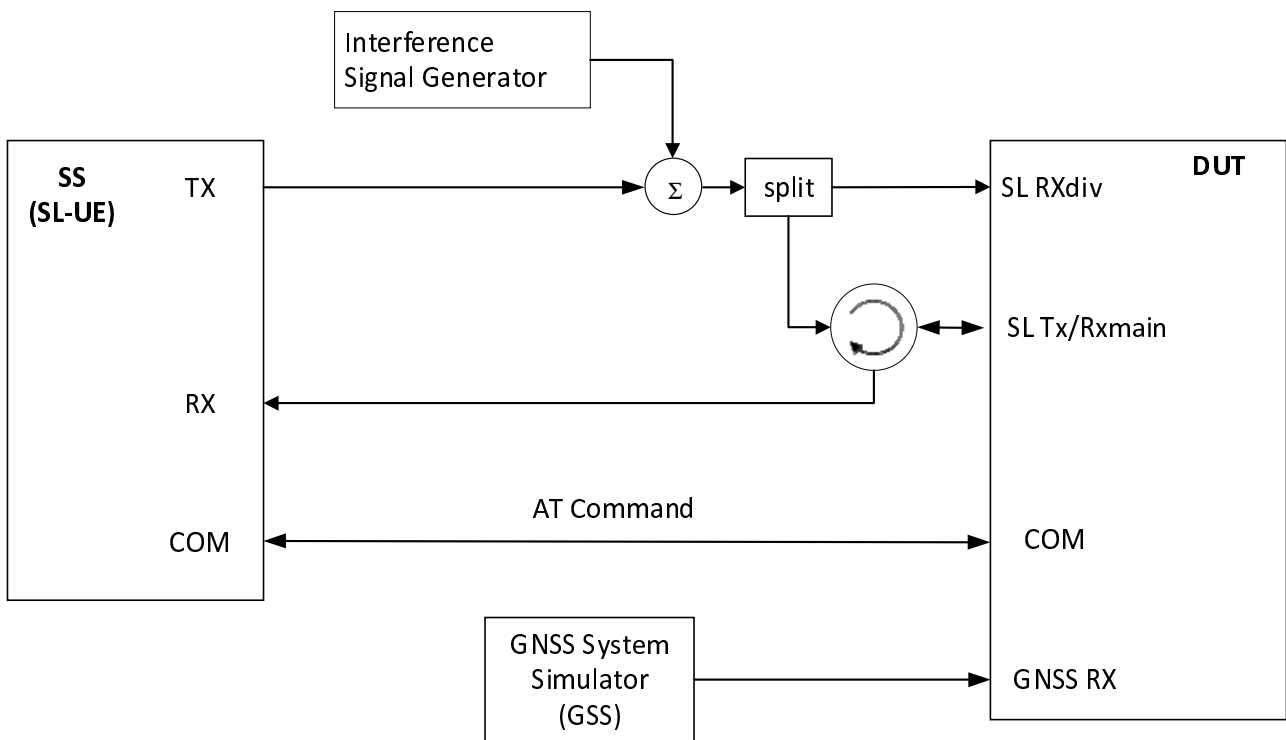 Interference
Signal Generator
SS
(SL-UE)
TX
Σ
split
SL RXdiv
DUT
SL Tx/Rxmain
RX
AT Command
COM
COM
GNSS System
Simulator
(GSS)
GNSS RX